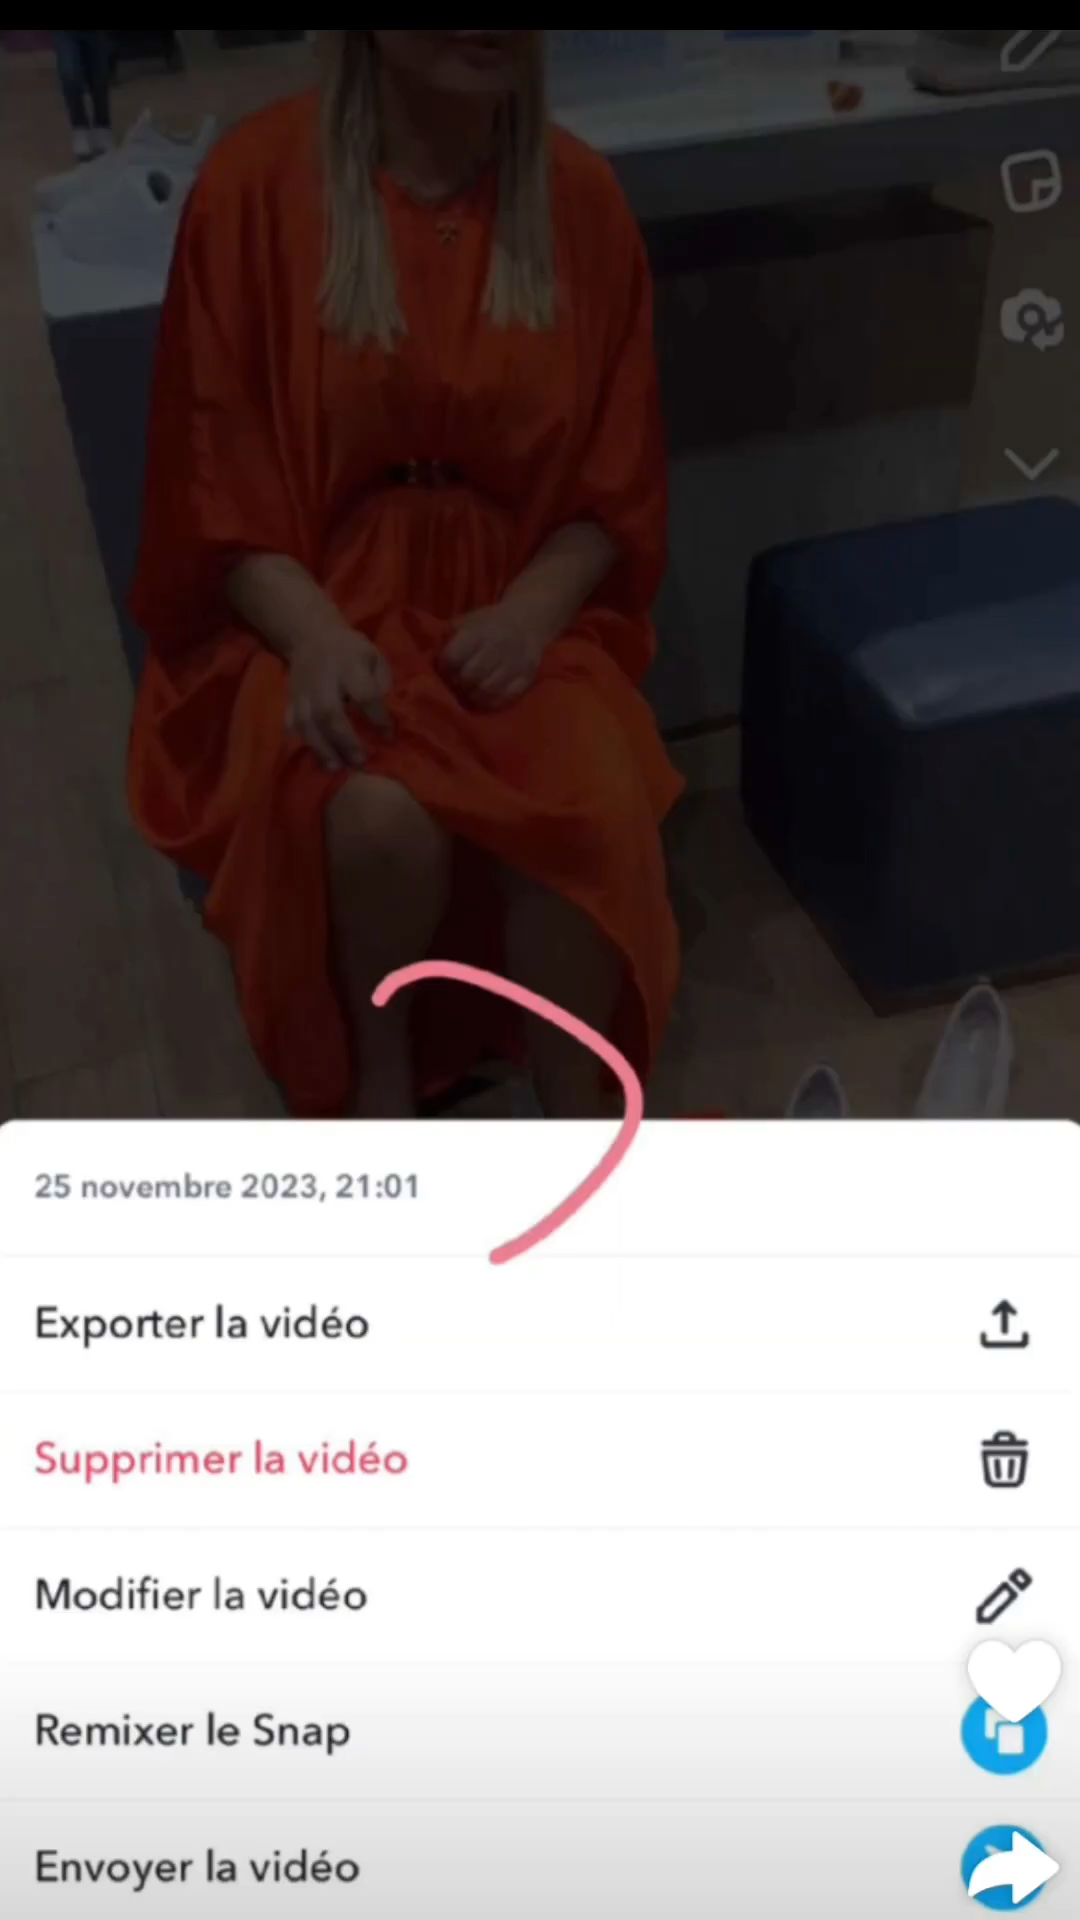 25 novembre 2023, 21:01
Exporter la vidéo
Supprimer la vidéo
Modifier la vidéo
Remixer le Snap
Envoyer la vidéo